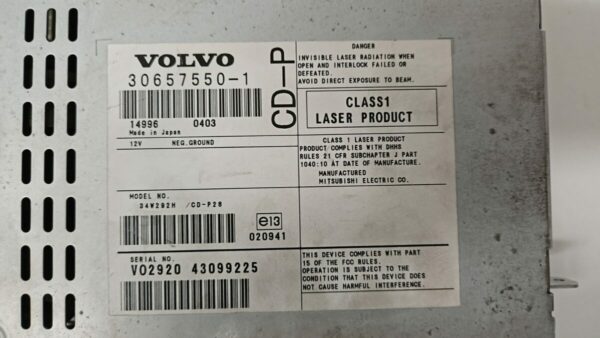 VOLVO
30657550-1
14996 0403
Made in Japan
CD-P
12V NEG.GROUND
MODEL NO.
34W292H /CD-P28
e13
020941
SERIAL NO.
VO2920 43099225
DANGER
INVISIBLE LASER RADIATION WHEN
OPEN AND INTERLOCK FAILED OR
DEFEATED.
AVOID DIRECT EXPOSURE TO BEAM.
CLASS1
LASER PRODUCT
CLASS 1 LASER PRODUCT
PRODUCT COMPLIES WITH DHHS
RULES 21 CFR SUBCHAPTER J PART
1040:10 AT DATE OF MANUFACTURE.
MANUFACTURED
MITSUBISHI ELECTRIC CO.
THIS DEVICE COMPLIES WITH PART
15 OF THE FCC RULES.
OPERATION IS SUBJECT TO THE
CONDITION THAT THIS DEVICE DOES
NOT CAUSE HARMFUL INTERFERENCE.